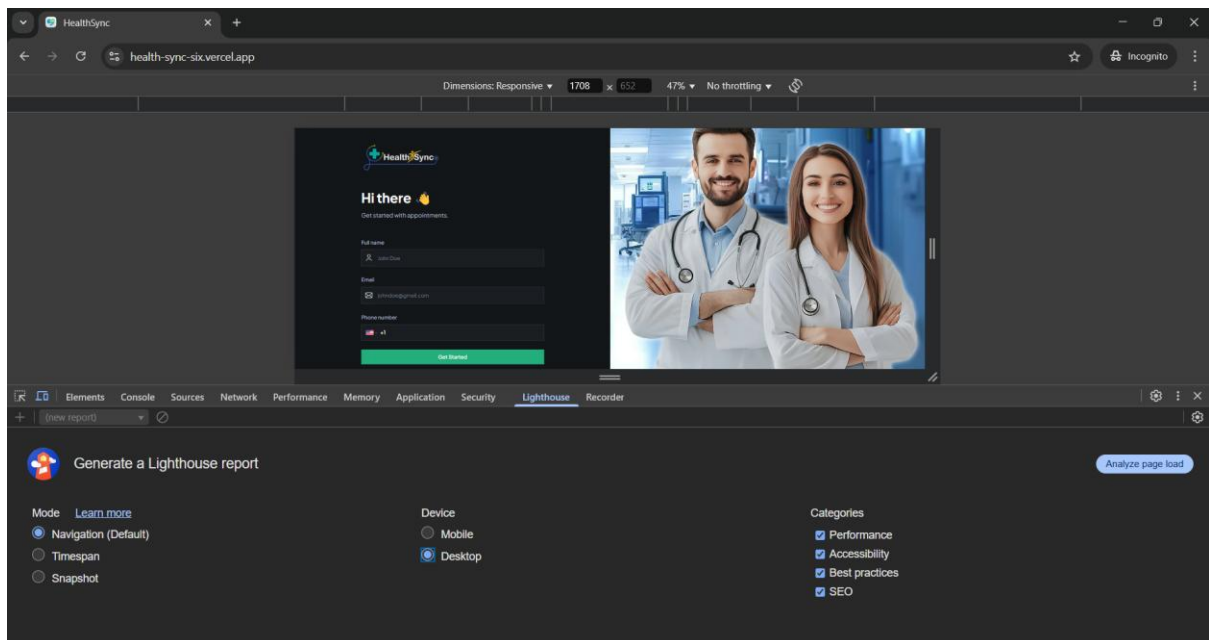 HealthSync
health-sync-six.vercel.app
Incognito
Dimensions: Responsive 1708 × 652 47% No throttling
HealthSync
Hi there 👋
Get started with appointments.
Full name
John Doe
Email
johndoe@gmail.com
Phone number
+1
Get Started
Elements Console Sources Network Performance Memory Application Security Lighthouse Recorder
(new report)
Generate a Lighthouse report
Analyze page load
Mode Learn more
Device
Categories
Navigation (Default)
Mobile
Performance
Timespan
Desktop
Accessibility
Snapshot
Best practices
SEO